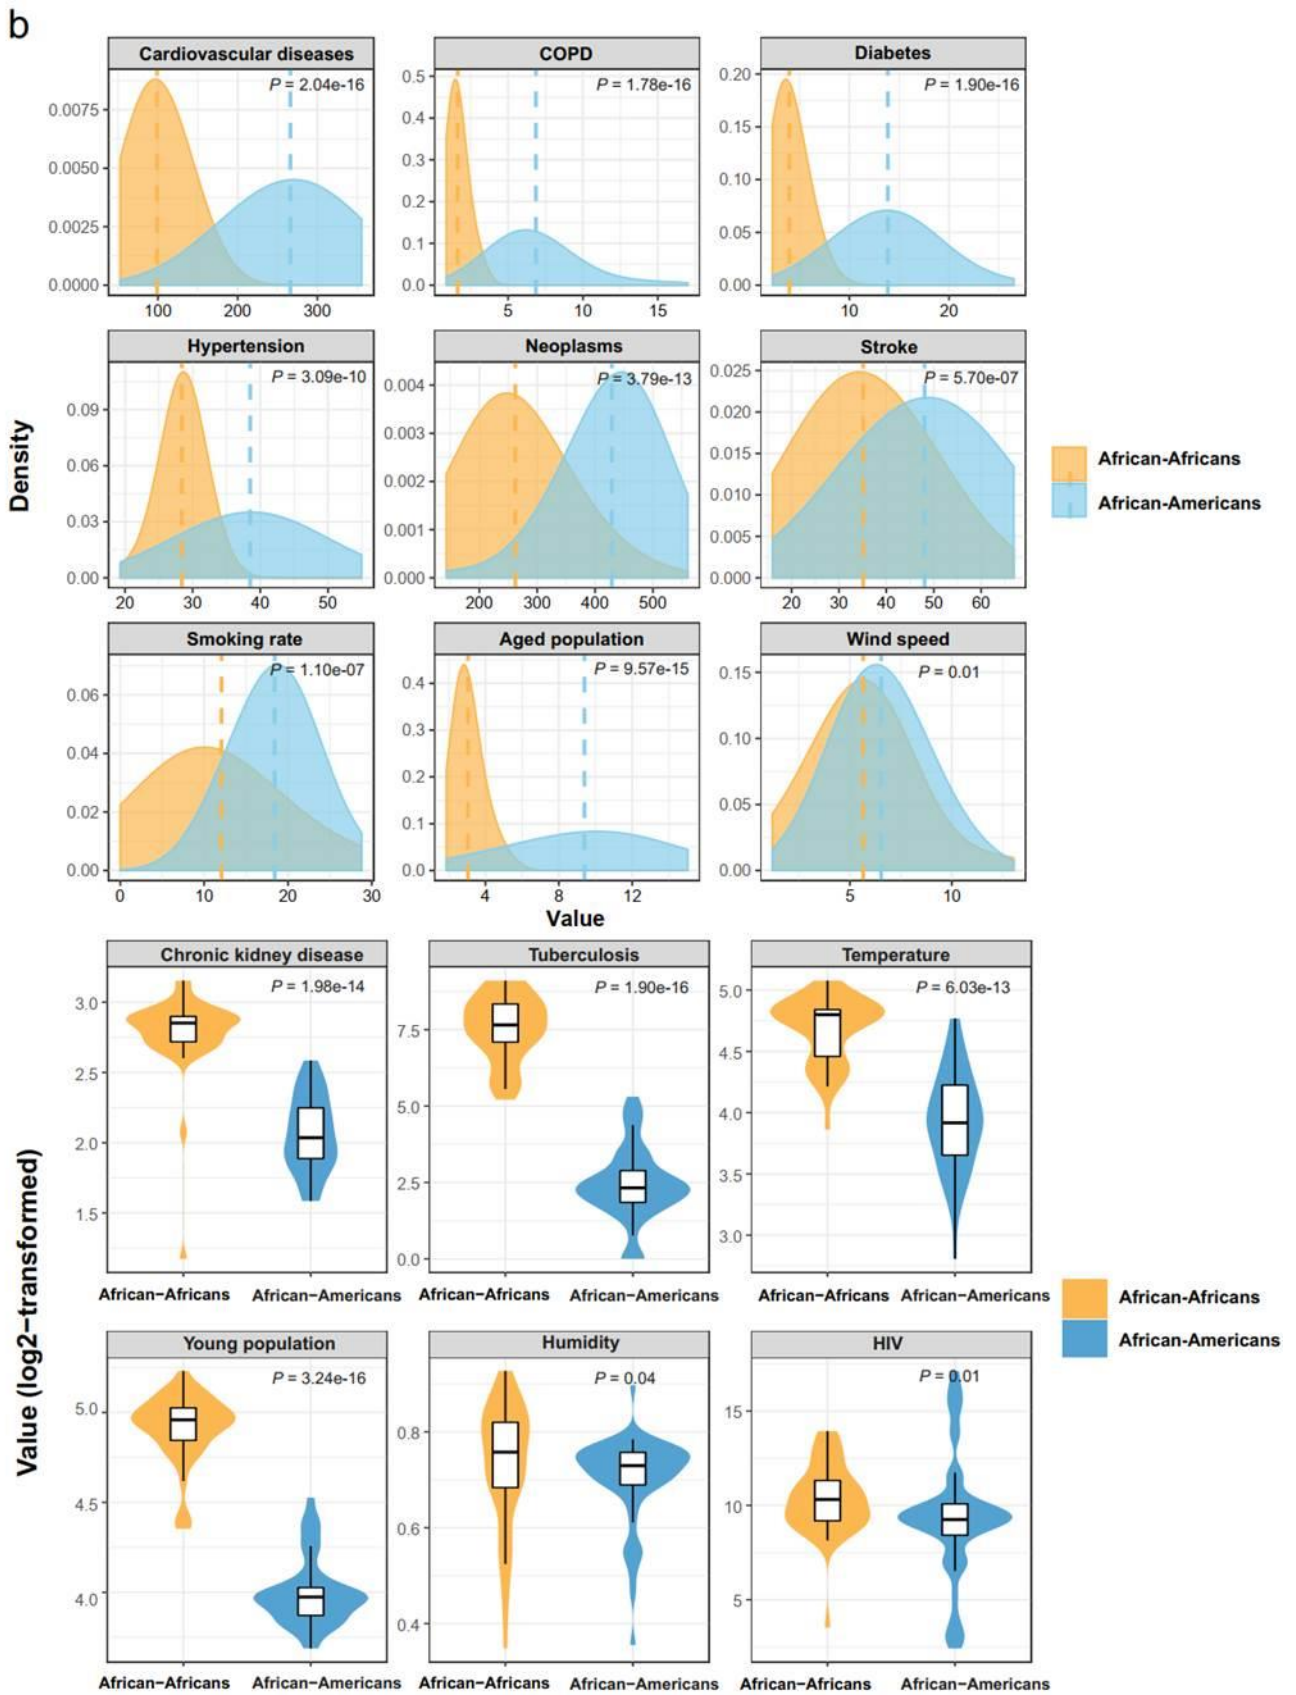 b
Cardiovascular diseases
COPD
Diabetes
P = 2.04e-16
P = 1.78e-16
P = 1.90e-16
0.0075
0.0050
0.0025
0.0000
0.5
0.4
0.3
0.2
0.1
0.0
0.20
0.15
0.10
0.05
0.00
100 200 300
5 10 15
10 20
Hypertension
Neoplasms
Stroke
P = 3.09e-10
P = 3.79e-13
P = 5.70e-07
0.09
0.06
0.03
0.00
0.004
0.003
0.002
0.001
0.000
0.025
0.020
0.015
0.010
0.005
0.000
20 30 40 50
200 300 400 500
20 30 40 50 60
Density
African-Africans
African-Americans
Smoking rate
Aged population
Wind speed
P = 1.10e-07
P = 9.57e-15
P = 0.01
0.06
0.04
0.02
0.00
0.4
0.3
0.2
0.1
0.0
0.15
0.10
0.05
0.00
0 10 20 30
4 8 12
5 10
Value
Chronic kidney disease
Tuberculosis
Temperature
P = 1.98e-14
P = 1.90e-16
P = 6.03e-13
3.0
2.5
2.0
1.5
7.5
5.0
2.5
0.0
5.0
4.5
4.0
3.5
3.0
African−Africans African−Americans
African−Africans African−Americans
African−Africans African−Americans
Value (log2−transformed)
African-Africans
African-Americans
Young population
Humidity
HIV
P = 3.24e-16
P = 0.04
P = 0.01
5.0
4.5
4.0
0.8
0.6
0.4
15
10
5
African−Africans African−Americans
African−Africans African−Americans
African−Africans African−Americans